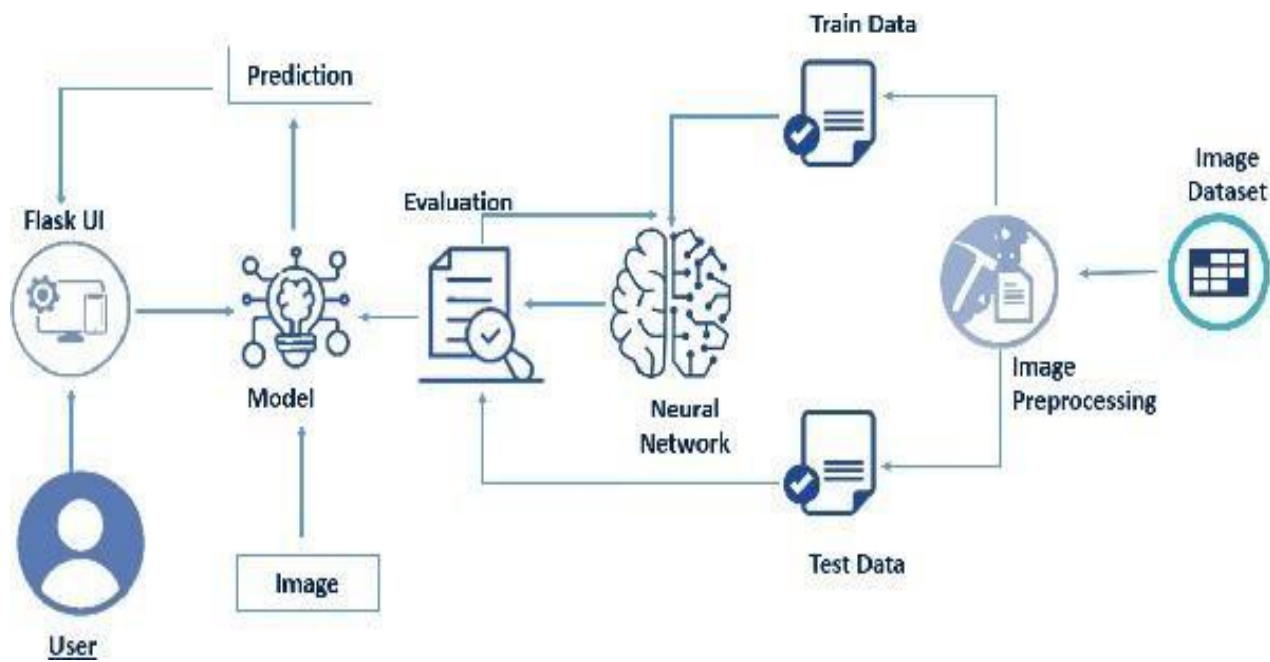 Train Data
Prediction
Image
Dataset
Evaluation
Flask UI
Image
Preprocessing
Model
Neural
Network
Test Data
Image
User